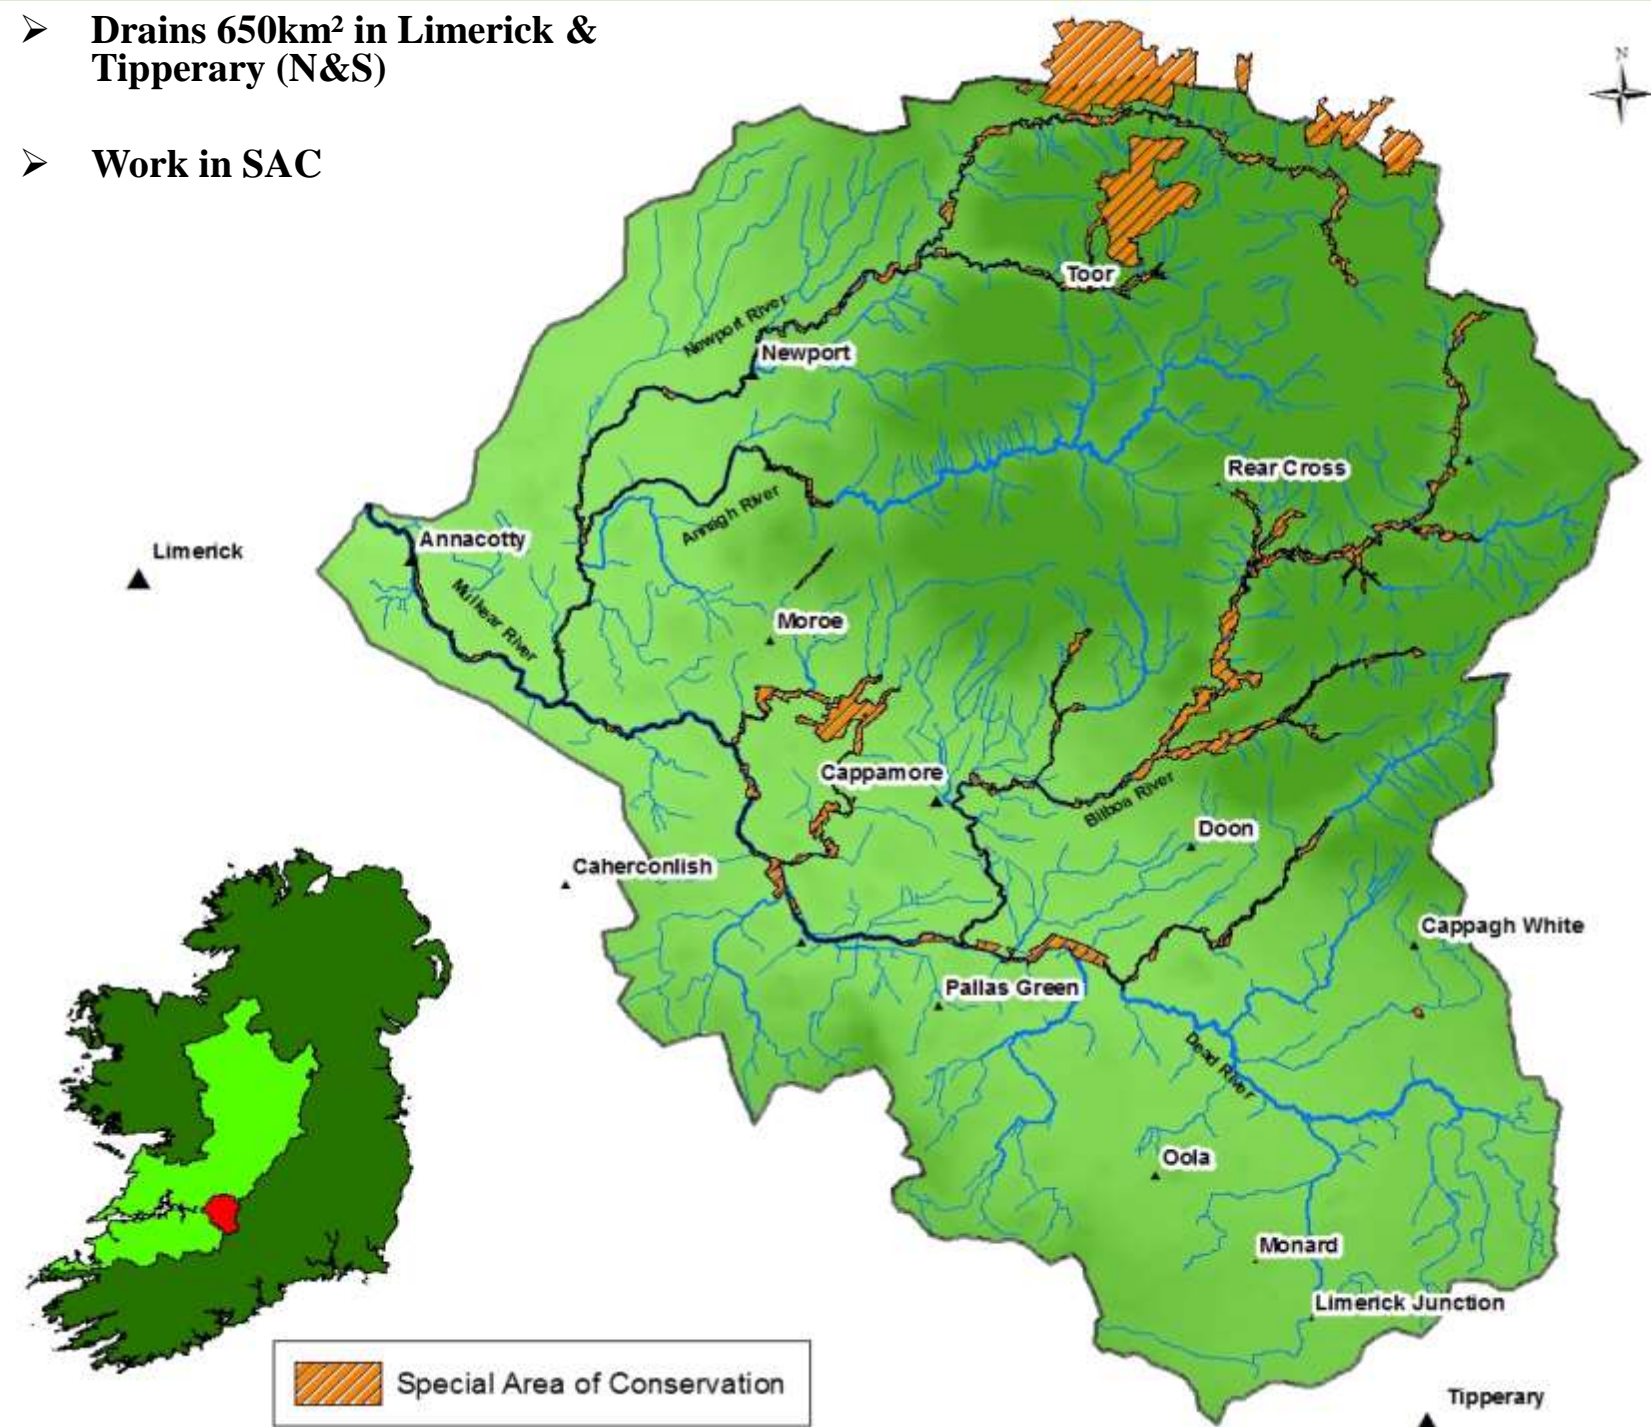 ➢ Drains 650km² in Limerick &
Tipperary (N&S)
➢ Work in SAC
N
Toor
Newport River
Newport
Rear Cross
Annagh River
Annacotty
Limerick
Mulkear River
Moroe
Cappamore
Bilboa River
Doon
Caherconlish
Cappagh White
Pallas Green
Dead River
Oola
Monard
Limerick Junction
Special Area of Conservation
Tipperary